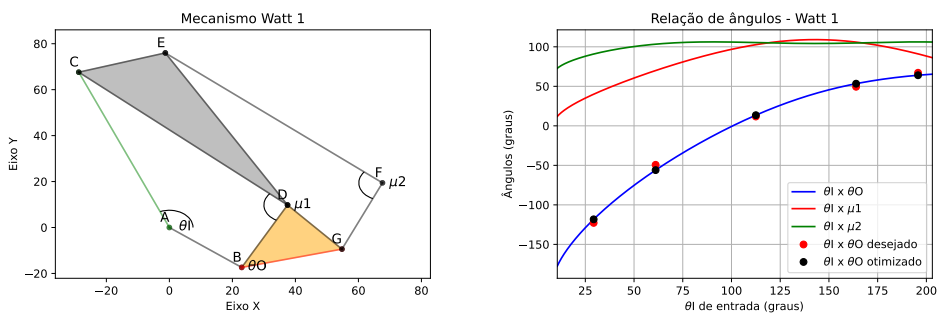 Mecanismo Watt 1
Eixo Y
80
60
40
20
0
−20
−20
0
20
40
60
80
Eixo X
C
E
A
θI
D
μ1
F
μ2
B
θO
G
Relação de ângulos - Watt 1
Ângulos (graus)
100
50
0
−50
−100
−150
25
50
75
100
125
150
175
200
θI de entrada (graus)
θI x θO
θI x μ1
θI x μ2
θI x θO desejado
θI x θO otimizado